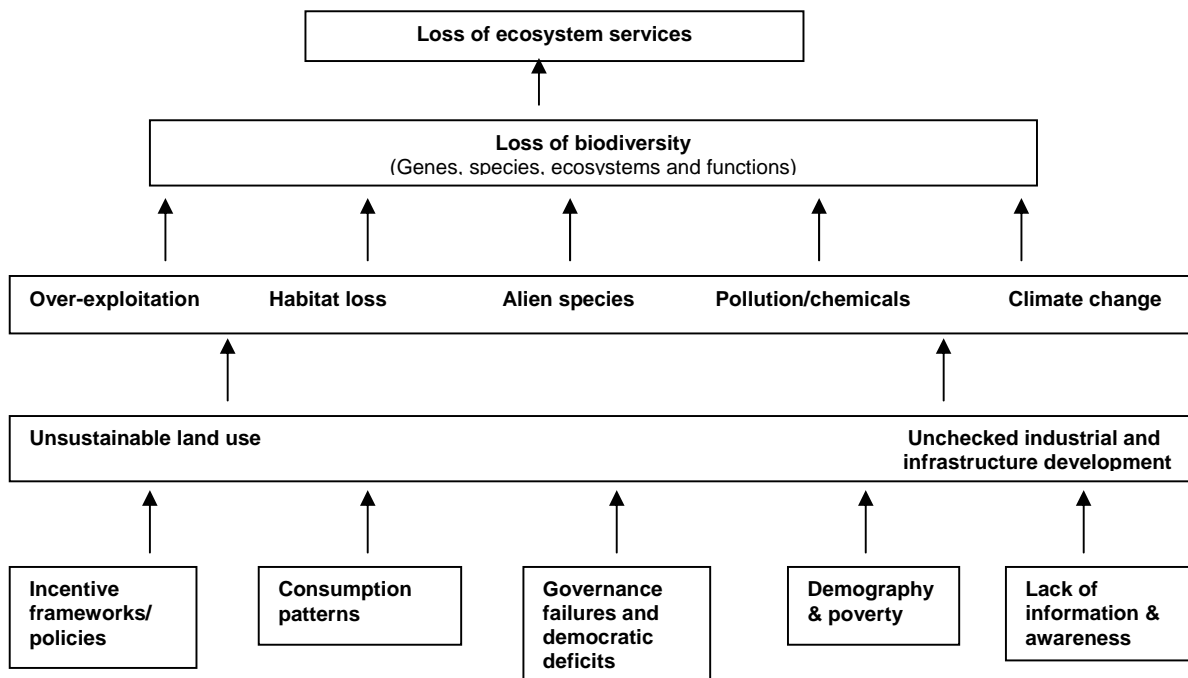 Loss of ecosystem services
Loss of biodiversity
(Genes, species, ecosystems and functions)
Over-exploitation Habitat loss Alien species Pollution/chemicals Climate change
Unsustainable land use Unchecked industrial and
infrastructure development
Incentive
frameworks/
policies
Consumption
patterns
Governance
failures and
democratic
deficits
Demography
& poverty
Lack of
information &
awareness